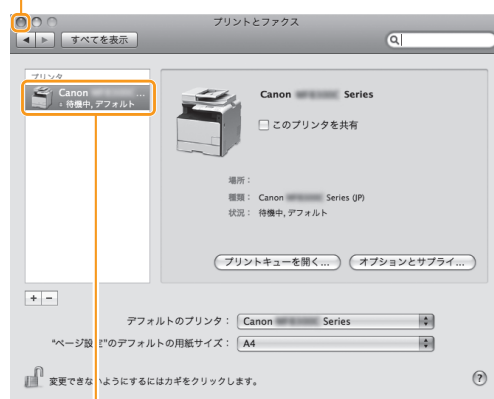 プリントとファクス
すべてを表示
プリンタ
Canon ...
: 待機中, デフォルト
Canon Series
このプリンタを共有
場所：
種類： Canon Series (JP)
状況： 待機中, デフォルト
プリントキューを開く... オプションとサプライ...
+ -
デフォルトのプリンタ： Canon Series
"ページ設 "のデフォルトの用紙サイズ： A4
変更できな ようにするにはカギをクリックします。 ?